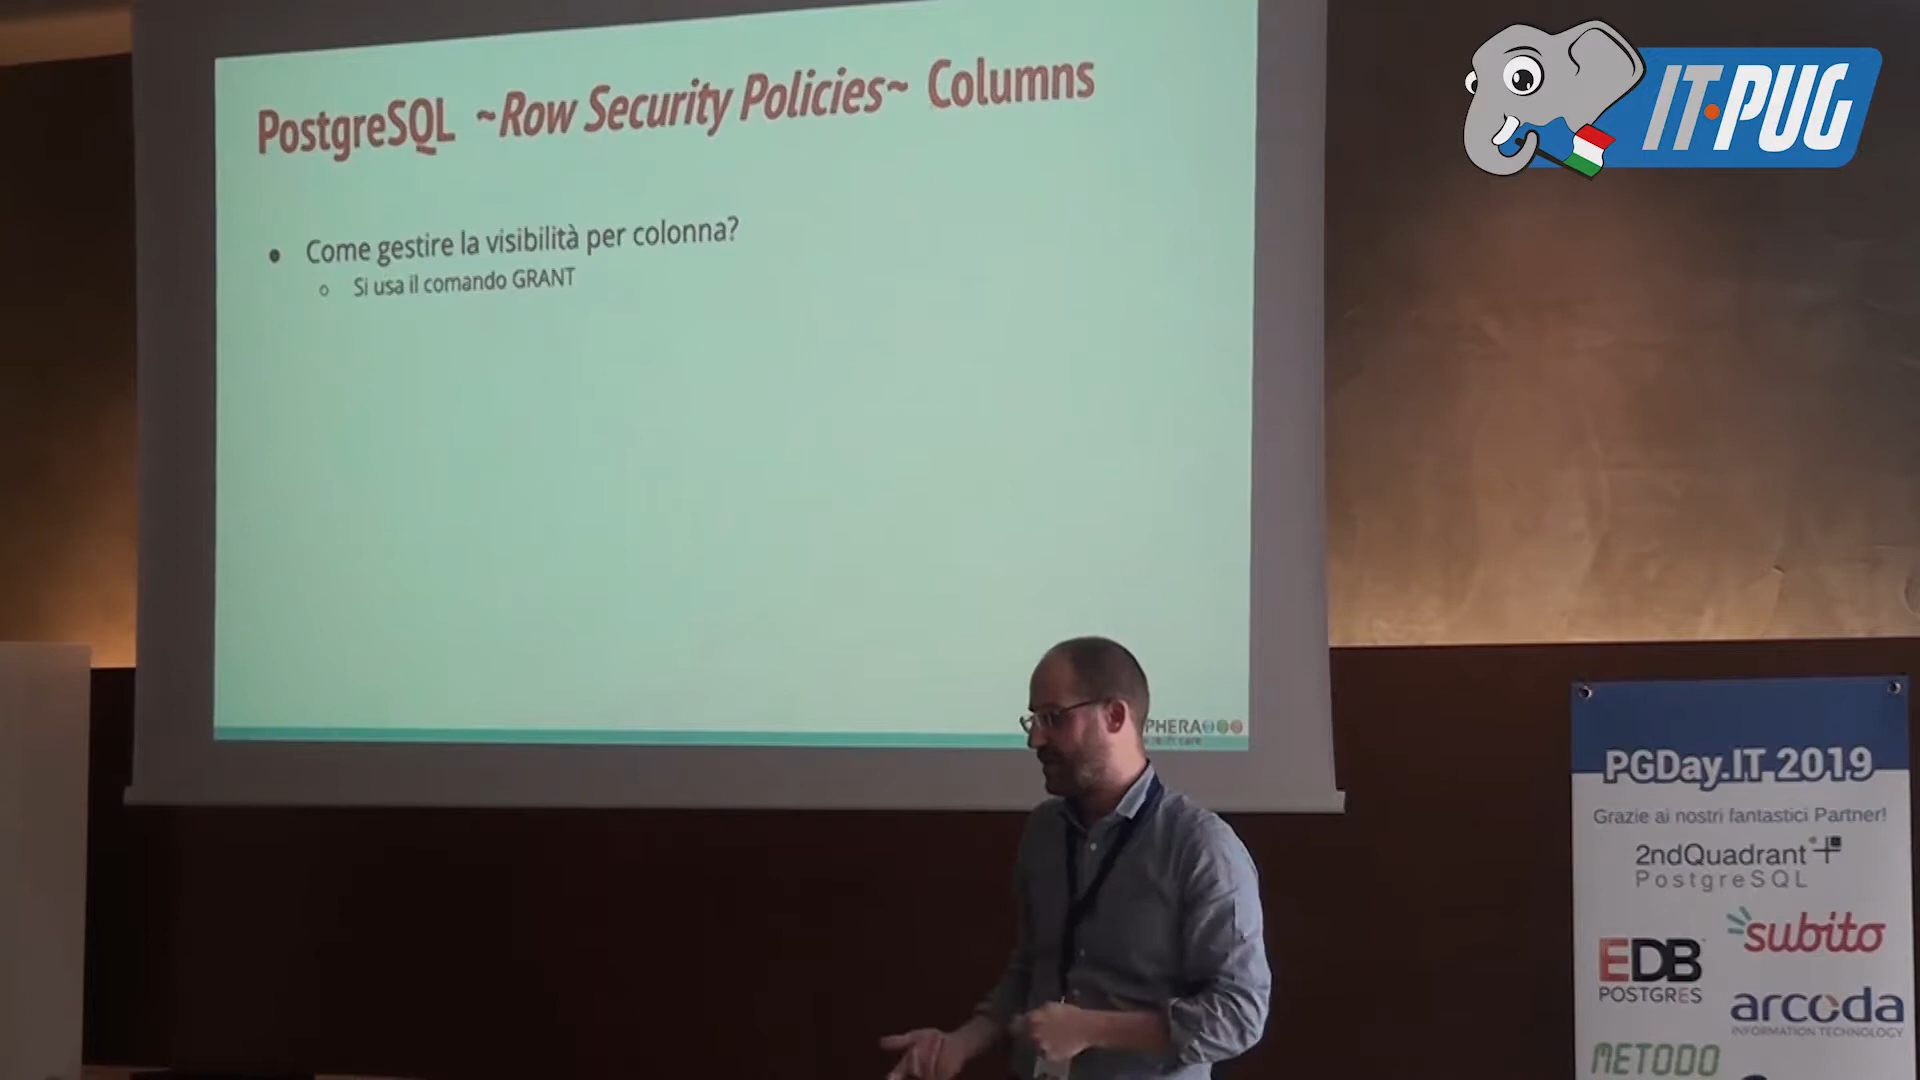 PostgreSQL ~Row Security Policies~ Columns
Come gestire la visibilità per colonna?
Si usa il comando GRANT
PHERA
IT·PUG
PGDay.IT 2019
Grazie ai nostri fantastici Partner!
2ndQuadrant
PostgreSQL
subito
EDB
POSTGRES
arcoda
INFORMATION TECHNOLOGY
METODO